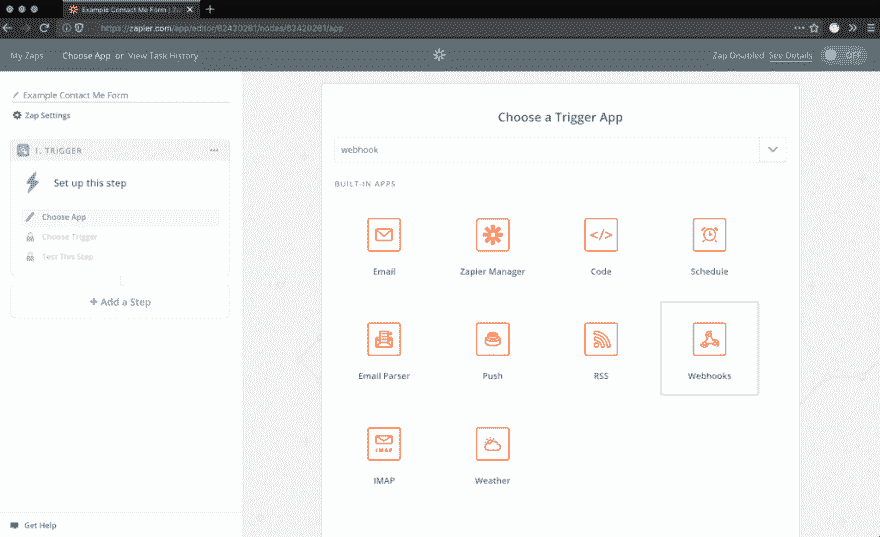 Example Contact Me Form | Z
https://zapier.com/app/editor/62420261/nodes/62420261/app
My Zaps Choose App or View Task History Zap Disabled See Details OFF
Example Contact Me Form
Zap Settings
1. TRIGGER
Set up this step
Choose App
Choose Trigger
Test This Step
+ Add a Step
Get Help
Choose a Trigger App
webhook
BUILT-IN APPS
Email Zapier Manager Code Schedule
Email Parser Push RSS Webhooks
IMAP
IMAP Weather